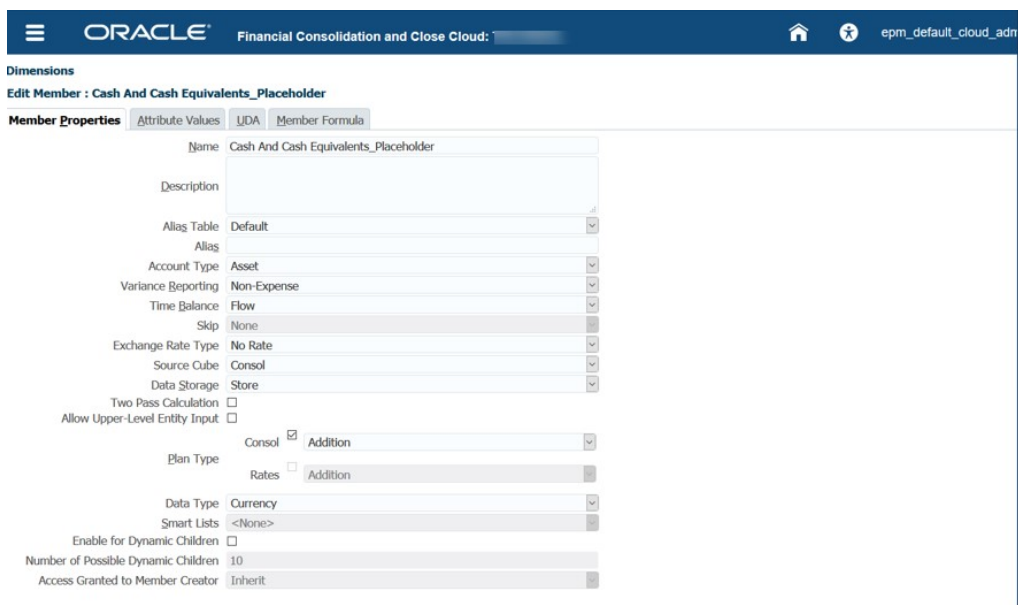 ORACLE Financial Consolidation and Close Cloud: epm_default_cloud_adm
Dimensions
Edit Member : Cash And Cash Equivalents_Placeholder
Member Properties Attribute Values UDA Member Formula
Name Cash And Cash Equivalents_Placeholder
Description
Alias Table Default
Alias
Account Type Asset
Variance Reporting Non-Expense
Time Balance Flow
Skip None
Exchange Rate Type No Rate
Source Cube Consol
Data Storage Store
Two Pass Calculation
Allow Upper-Level Entity Input
Consol Addition
Plan Type
Rates Addition
Data Type Currency
Smart Lists <None>
Enable for Dynamic Children
Number of Possible Dynamic Children 10
Access Granted to Member Creator Inherit